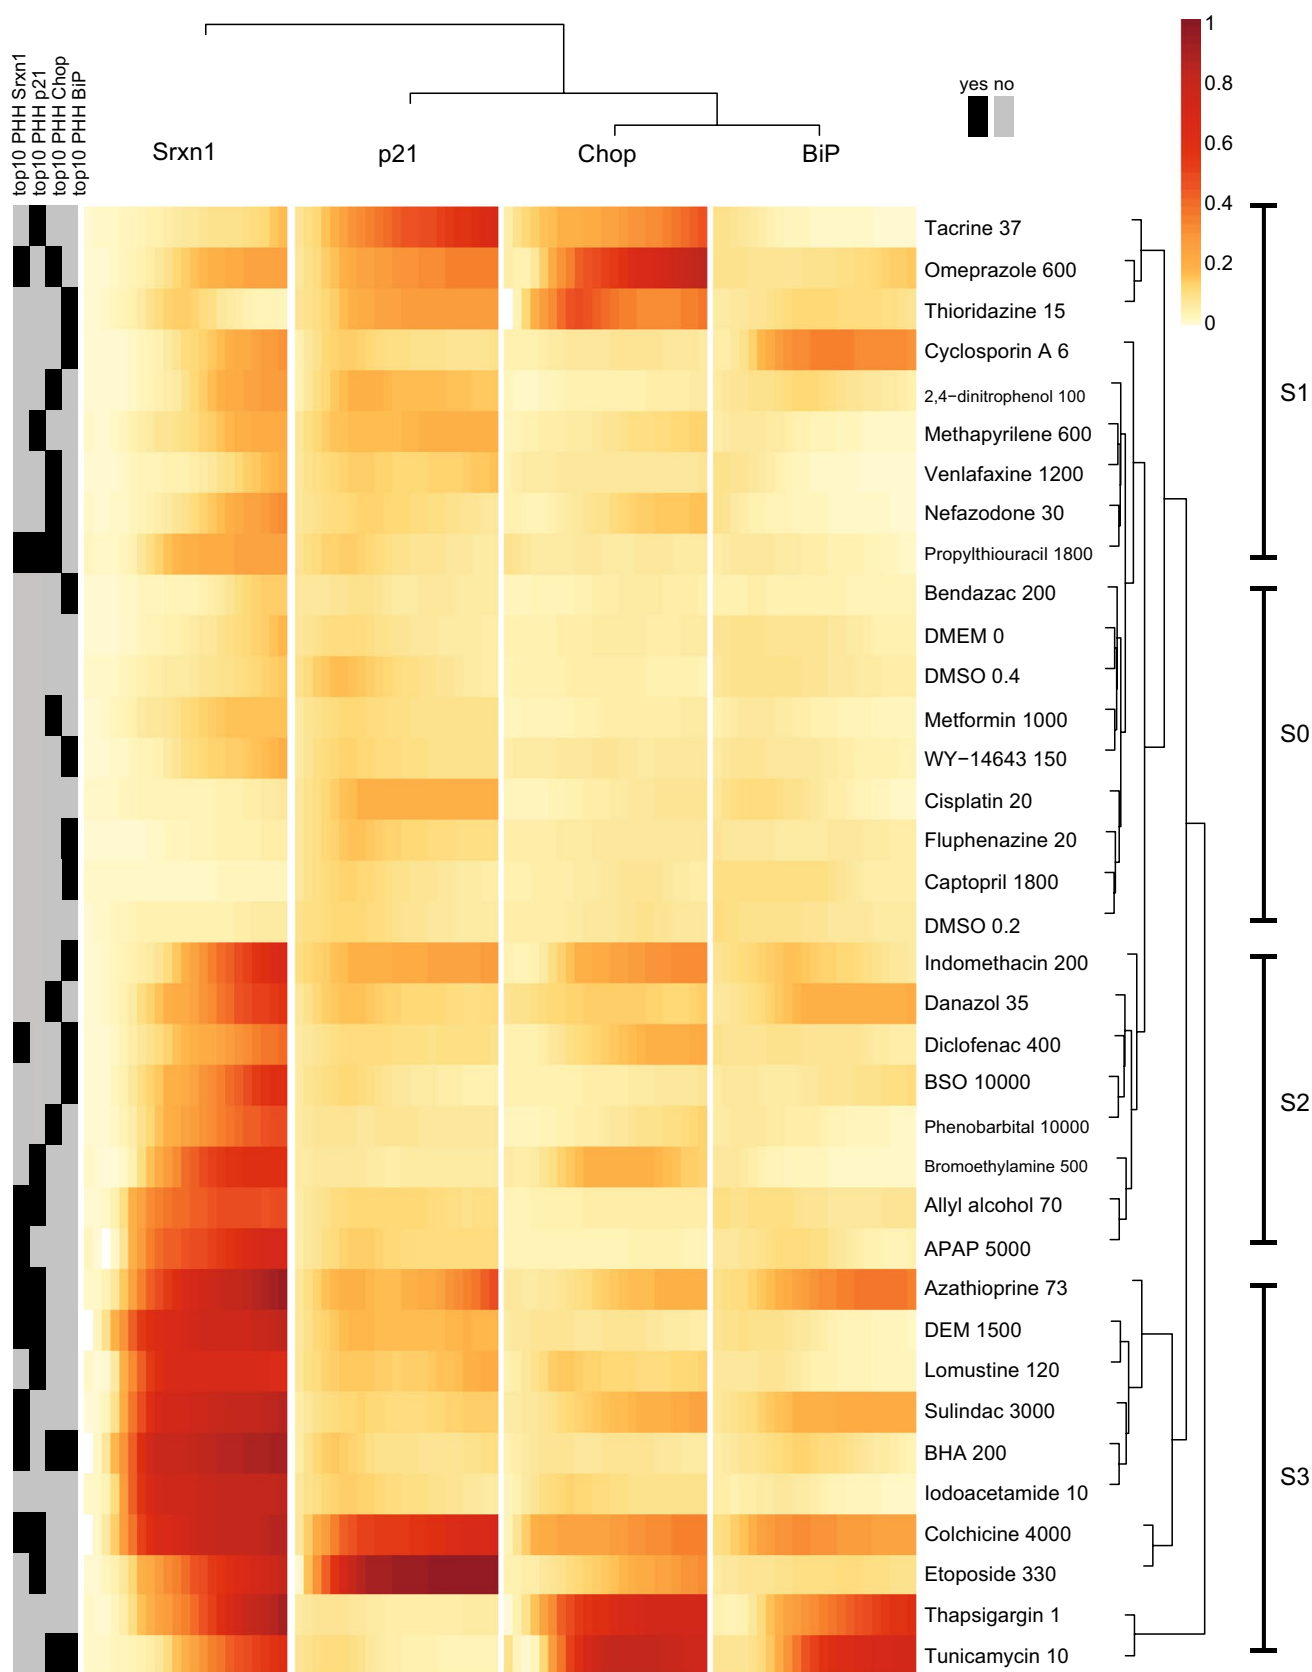 top10 PHH Srxn1
top10 PHH p21
top10 PHH Chop
top10 PHH BiP
Srxn1
p21
Chop
BiP
yes no
1
0.8
0.6
0.4
0.2
0
Tacrine 37
Omeprazole 600
Thioridazine 15
Cyclosporin A 6
2,4−dinitrophenol 100
Methapyrilene 600
Venlafaxine 1200
Nefazodone 30
Propylthiouracil 1800
Bendazac 200
DMEM 0
DMSO 0.4
Metformin 1000
WY−14643 150
Cisplatin 20
Fluphenazine 20
Captopril 1800
DMSO 0.2
Indomethacin 200
Danazol 35
Diclofenac 400
BSO 10000
Phenobarbital 10000
Bromoethylamine 500
Allyl alcohol 70
APAP 5000
Azathioprine 73
DEM 1500
Lomustine 120
Sulindac 3000
BHA 200
Iodoacetamide 10
Colchicine 4000
Etoposide 330
Thapsigargin 1
Tunicamycin 10
S1
S0
S2
S3